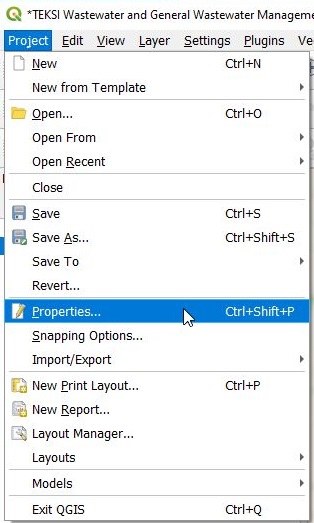 *TEKSI Wastewater and General Wastewater Manageme
Project Edit View Layer Settings Plugins Ve
New Ctrl+N
New from Template
Open... Ctrl+O
Open From
Open Recent
Close
Save Ctrl+S
Save As... Ctrl+Shift+S
Save To
Revert...
Properties... Ctrl+Shift+P
Snapping Options...
Import/Export
New Print Layout... Ctrl+P
New Report...
Layout Manager...
Layouts
Models
Exit QGIS Ctrl+Q